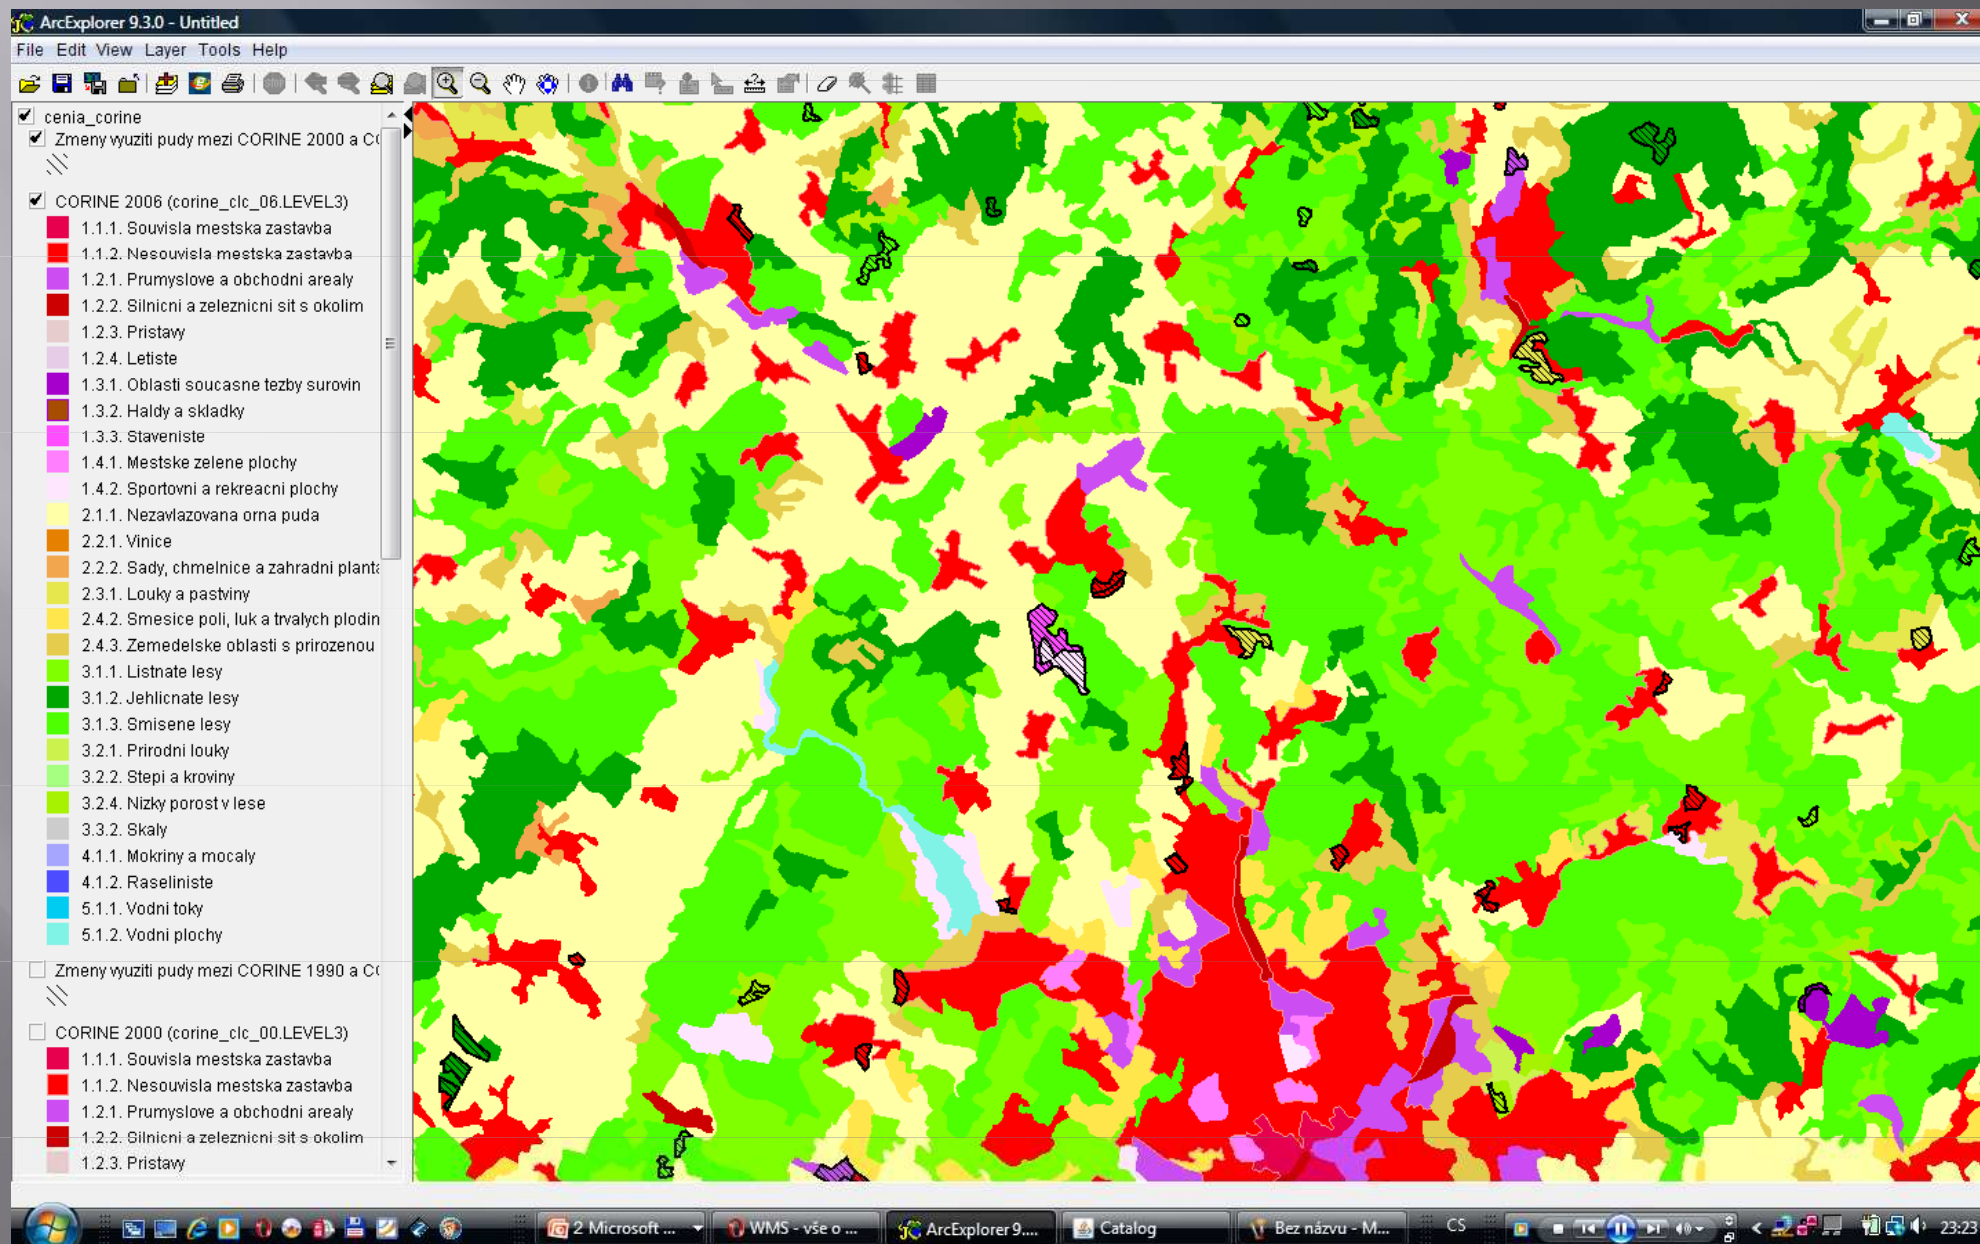 ArcExplorer 9.3.0 - Untitled
File Edit View Layer Tools Help
cenia_corine
Zmeny vyuziti pudy mezi CORINE 2000 a C
CORINE 2006 (corine_clc_06.LEVEL3)
1.1.1. Souvisla mestska zastavba
1.1.2. Nesouvisla mestska zastavba
1.2.1. Prumyslove a obchodni arealy
1.2.2. Silnicni a zeleznicni sit s okolim
1.2.3. Pristavy
1.2.4. Letiste
1.3.1. Oblasti soucasne tezby surovin
1.3.2. Haldy a skladky
1.3.3. Staveniste
1.4.1. Mestske zelene plochy
1.4.2. Sportovni a rekreacni plochy
2.1.1. Nezavlazovana orna puda
2.2.1. Vinice
2.2.2. Sady, chmelnice a zahradni planta
2.3.1. Louky a pastviny
2.4.2. Smesice poli, luk a trvalych plodin
2.4.3. Zemedelske oblasti s prirozenou
3.1.1. Listnate lesy
3.1.2. Jehlicnate lesy
3.1.3. Smisene lesy
3.2.1. Prirodni louky
3.2.2. Stepi a kroviny
3.2.4. Nizky porost v lese
3.3.2. Skaly
4.1.1. Mokriny a mocaly
4.1.2. Raseliniste
5.1.1. Vodni toky
5.1.2. Vodni plochy
Zmeny vyuziti pudy mezi CORINE 1990 a C
CORINE 2000 (corine_clc_00.LEVEL3)
1.1.1. Souvisla mestska zastavba
1.1.2. Nesouvisla mestska zastavba
1.2.1. Prumyslove a obchodni arealy
1.2.2. Silnicni a zeleznicni sit s okolim
1.2.3. Pristavy
2 Microsoft ...
WMS - vše o ...
ArcExplorer 9....
Catalog
Bez názvu - M...
CS
23:23